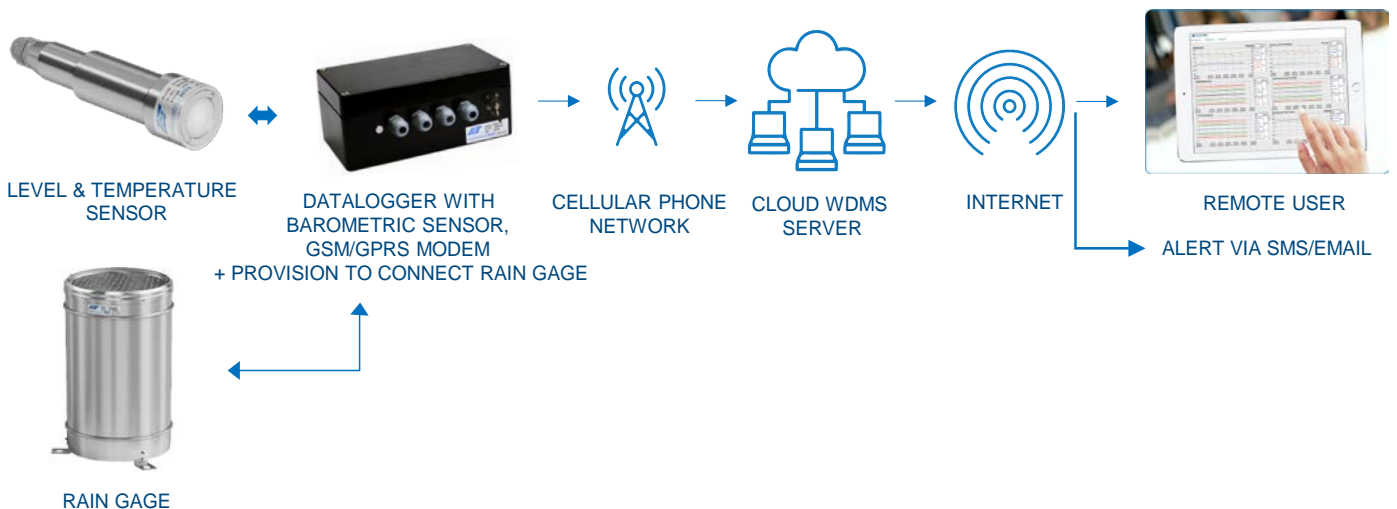 LEVEL & TEMPERATURE
SENSOR
DATALOGGER WITH
BAROMETRIC SENSOR,
GSM/GPRS MODEM
+ PROVISION TO CONNECT RAIN GAGE
CELLULAR PHONE
NETWORK
CLOUD WDMS
SERVER
INTERNET
REMOTE USER
ALERT VIA SMS/EMAIL
RAIN GAGE